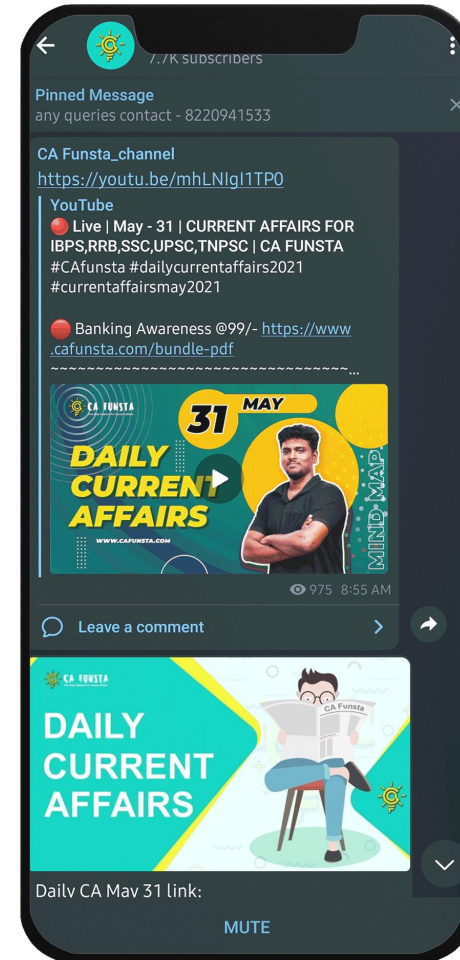 7.7K subscribers
Pinned Message
any queries contact - 8220941533
CA Funsta_channel
https://youtu.be/mhLNIgI1TP0
YouTube
🔴 Live | May - 31 | CURRENT AFFAIRS FOR
IBPS,RRB,SSC,UPSC,TNPSC | CA FUNSTA
#CAfunsta #dailycurrentaffairs2021
#currentaffairsmay2021
🔴 Banking Awareness @99/- https://www
.cafunsta.com/bundle-pdf
~~~~~~~~~~~~~~~~~~~~~~~~~~~~~~~~~...
CA FUNSTA
31 MAY
DAILY
CURRENT
AFFAIRS
WWW.CAFUNSTA.COM
MIND MAP
975 8:55 AM
Leave a comment
CA FUNSTA
CA Funsta
DAILY
CURRENT
AFFAIRS
Daily CA May 31 link:
MUTE